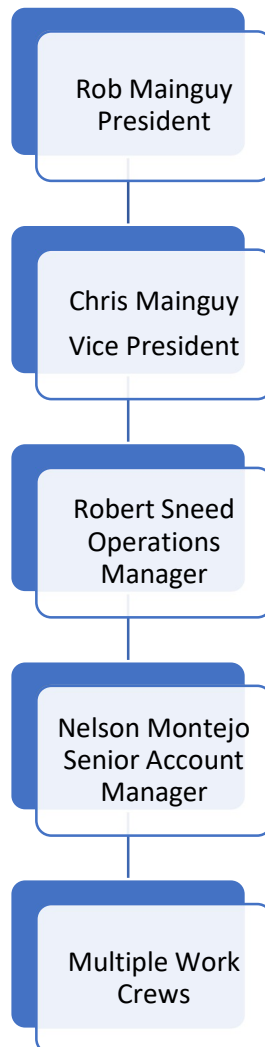 Rob Mainguy
President
Chris Mainguy
Vice President
Robert Sneed
Operations
Manager
Nelson Montejo
Senior Account
Manager
Multiple Work
Crews